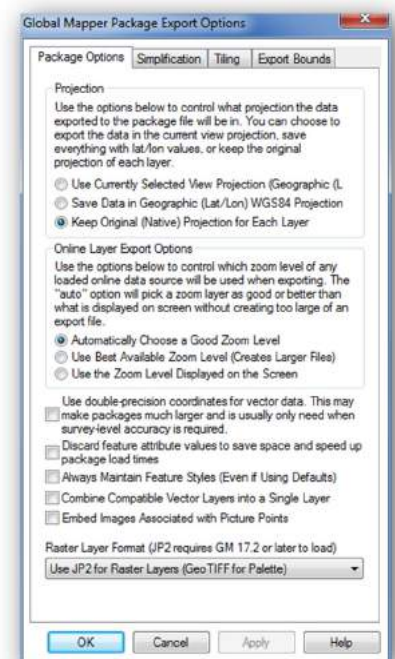 Global Mapper Package Export Options
Package Options Simplification Tiling Export Bounds
Projection
Use the options below to control what projection the data
exported to the package file will be in. You can choose to
export the data in the current view projection, save
everything with lat/lon values, or keep the original
projection of each layer.
Use Currently Selected View Projection (Geographic (L
Save Data in Geographic (Lat/Lon) WGS84 Projection
Keep Original (Native) Projection for Each Layer
Online Layer Export Options
Use the options below to control which zoom level of any
loaded online data source will be used when exporting. The
"auto" option will pick a zoom layer as good or better than
what is displayed on screen without creating too large of an
export file.
Automatically Choose a Good Zoom Level
Use Best Available Zoom Level (Creates Larger Files)
Use the Zoom Level Displayed on the Screen
Use double-precision coordinates for vector data. This may
make packages much larger and is usually only need when
survey-level accuracy is required.
Discard feature attribute values to save space and speed up
package load times
Always Maintain Feature Styles (Even if Using Defaults)
Combine Compatible Vector Layers into a Single Layer
Embed Images Associated with Picture Points
Raster Layer Format (JP2 requires GM 17.2 or later to load)
Use JP2 for Raster Layers (GeoTIFF for Palette)
OK Cancel Apply Help